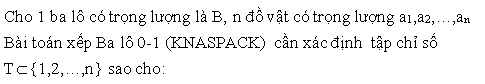 Cho 1 ba lô có trọng lượng là B, n đồ vật có trọng lượng a₁,a₂,…,aₙ
Bài toán xếp Ba lô 0-1 (KNASPACK) cần xác định tập chỉ số
T⊂{1,2,…,n} sao cho: